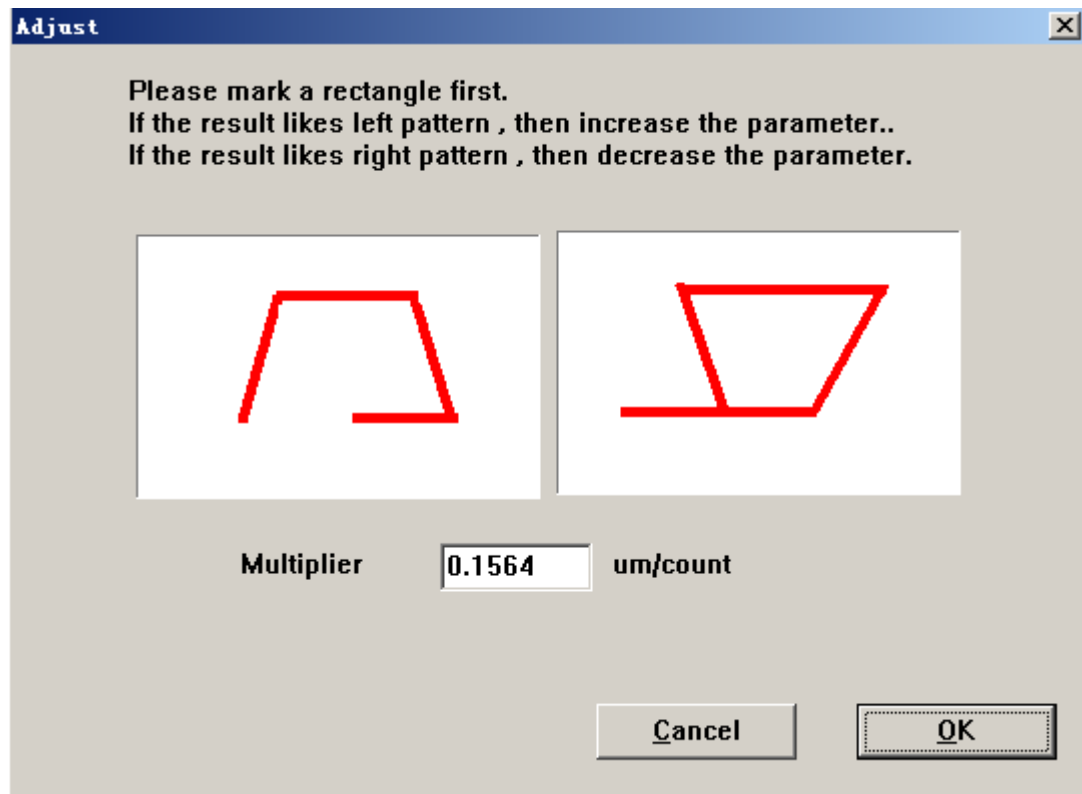 Adjust
Please mark a rectangle first.
If the result likes left pattern , then increase the parameter..
If the result likes right pattern , then decrease the parameter.
Multiplier 0.1564 um/count
Cancel OK